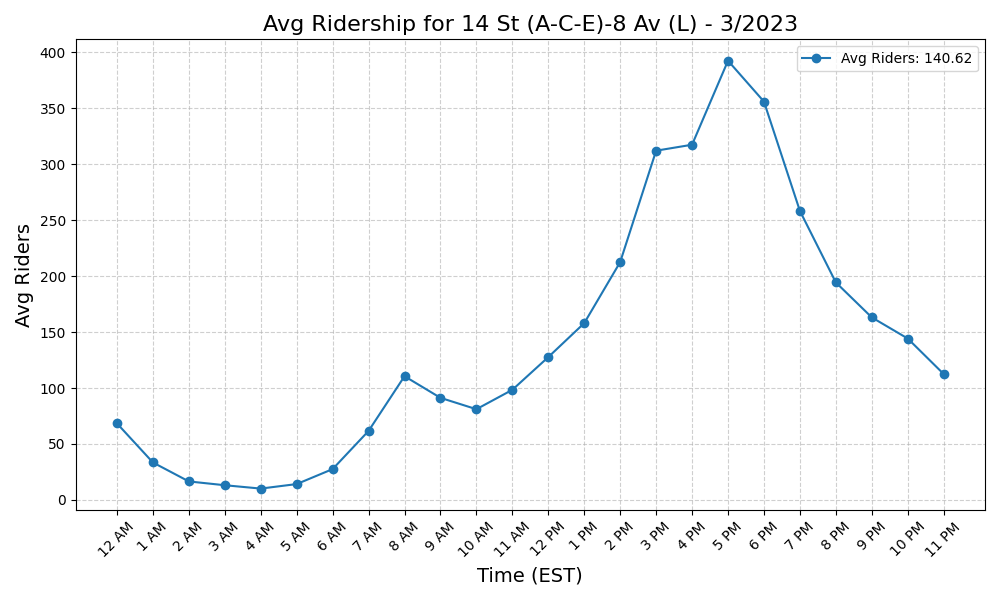 Avg Ridership for 14 St (A-C-E)-8 Av (L) - 3/2023
Avg Riders: 140.62
400
350
300
250
200
150
100
50
0
Avg Riders
12 AM
1 AM
2 AM
3 AM
4 AM
5 AM
6 AM
7 AM
8 AM
9 AM
10 AM
11 AM
12 PM
1 PM
2 PM
3 PM
4 PM
5 PM
6 PM
7 PM
8 PM
9 PM
10 PM
11 PM
Time (EST)